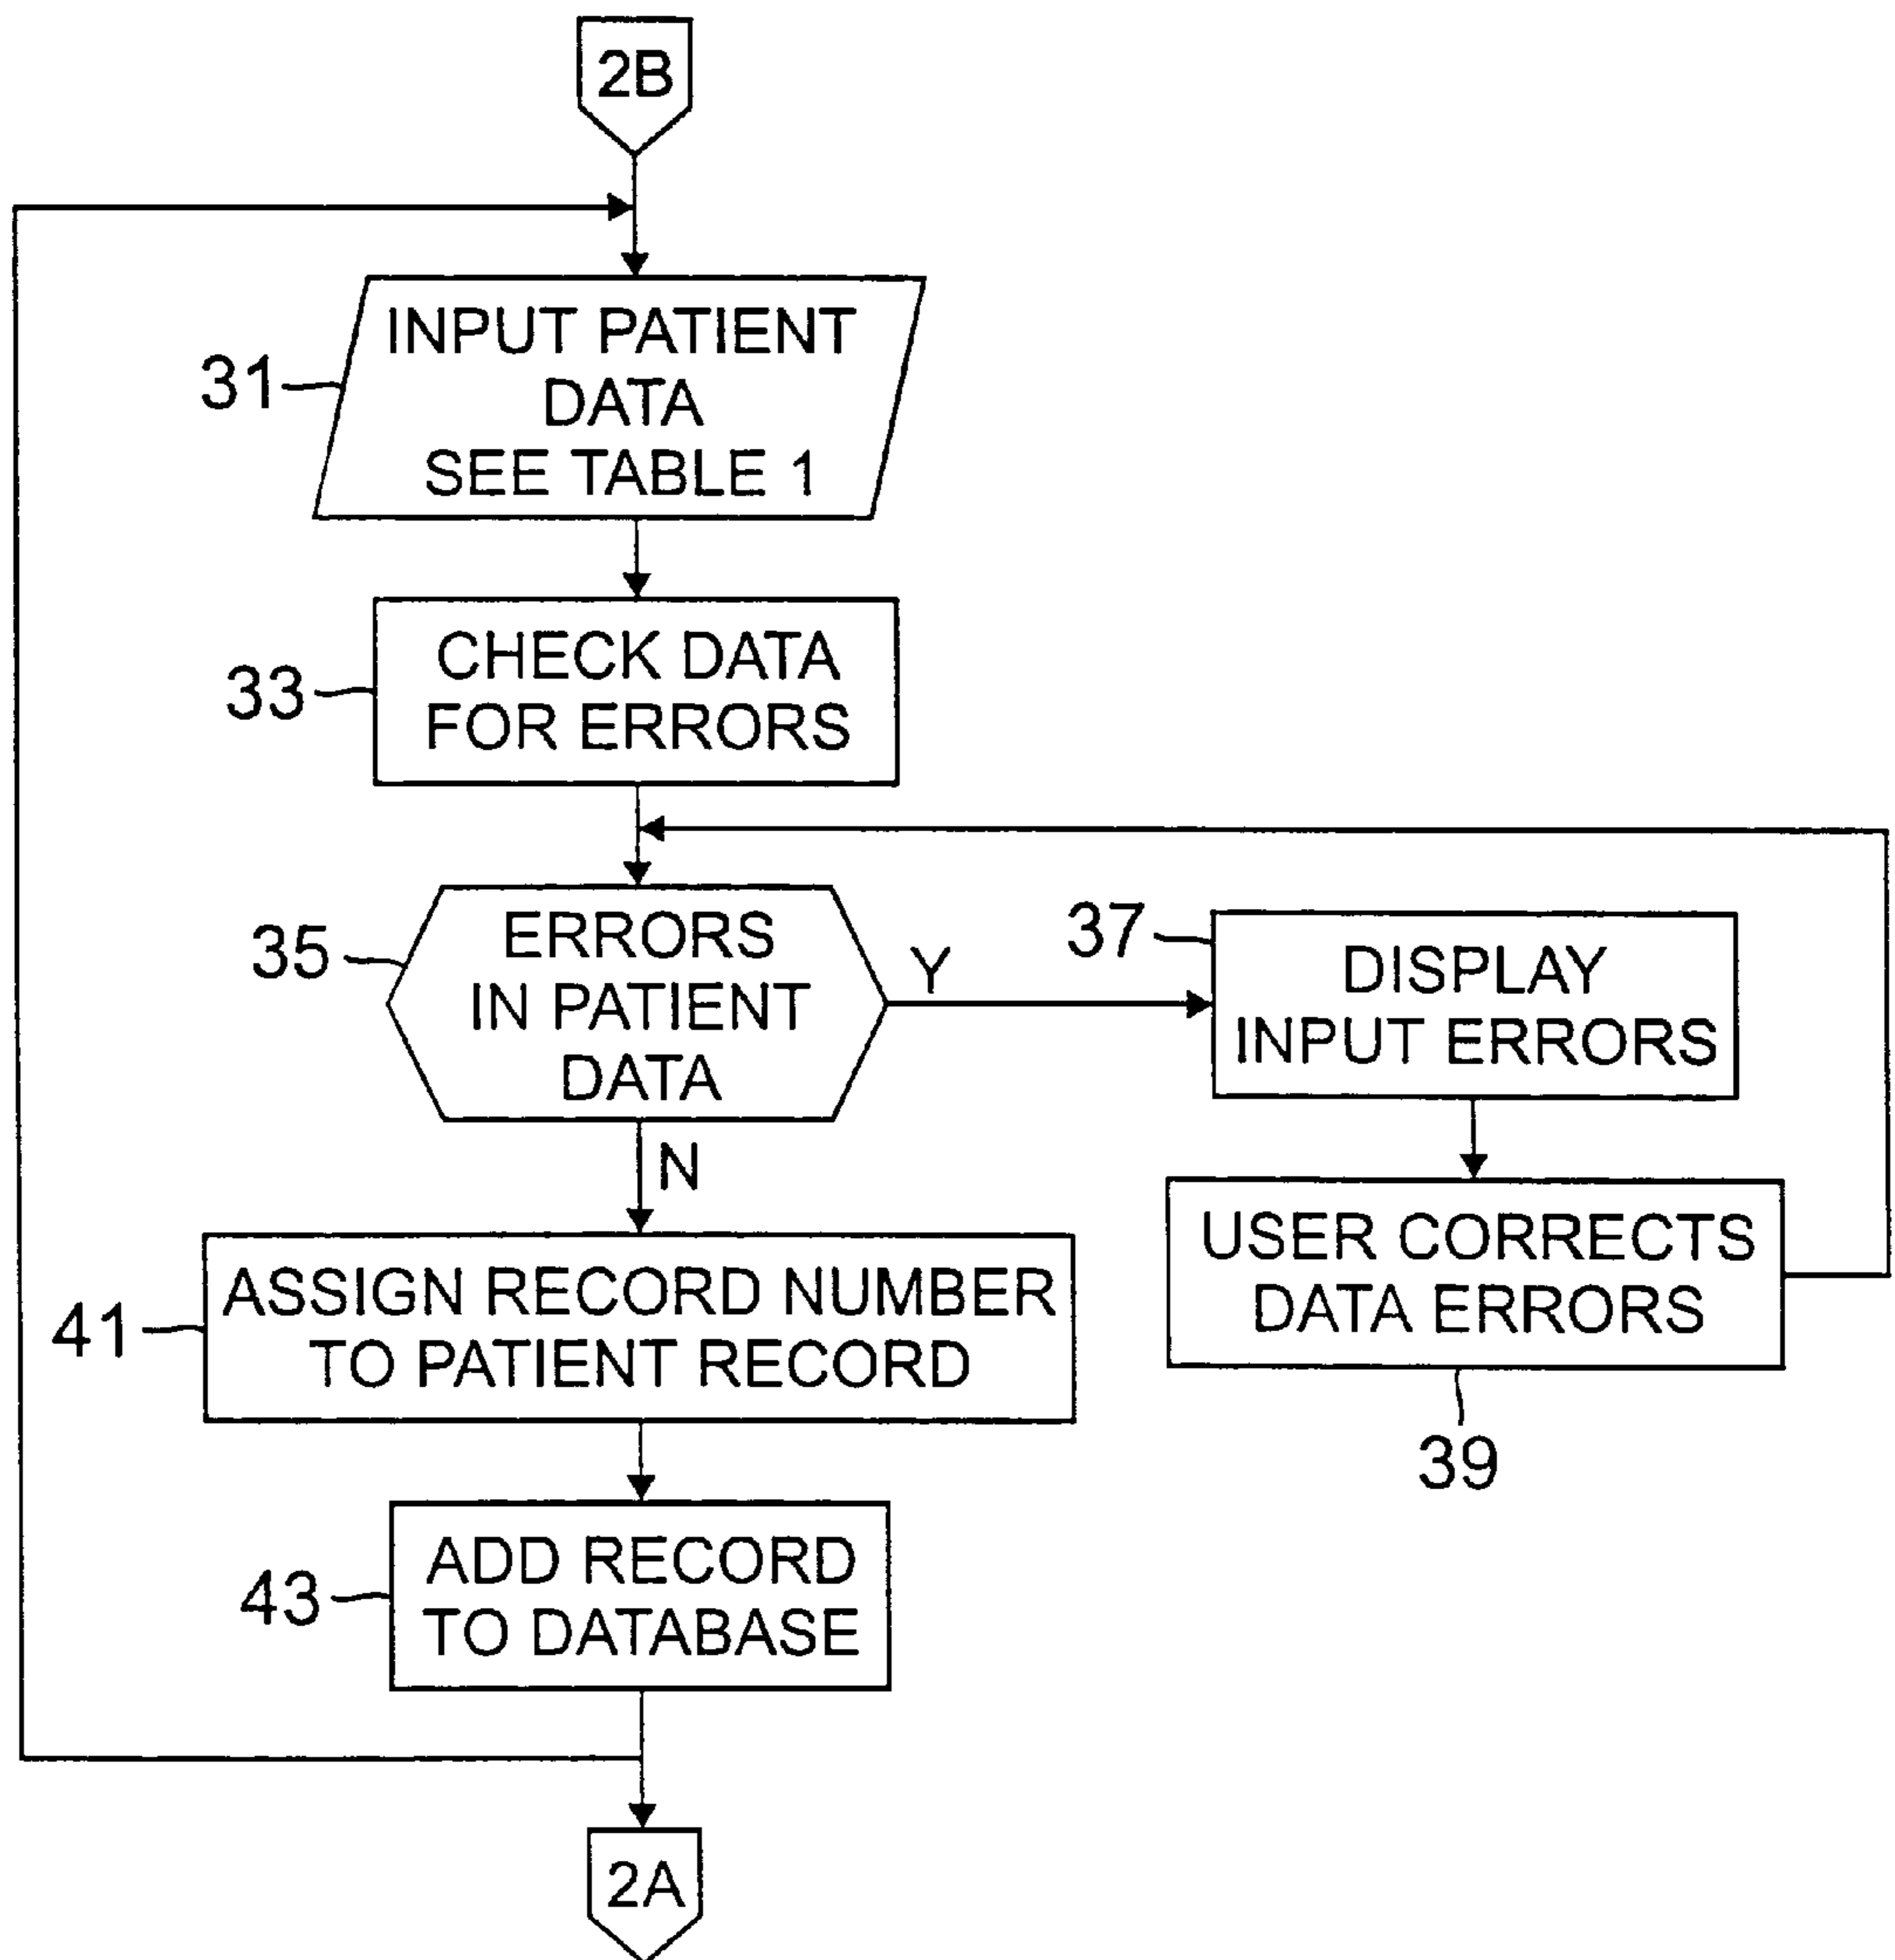 2B
31
INPUT PATIENT
DATA
SEE TABLE 1
33
CHECK DATA
FOR ERRORS
35
ERRORS
IN PATIENT
DATA
Y
N
37
DISPLAY
INPUT ERRORS
USER CORRECTS
DATA ERRORS
39
41
ASSIGN RECORD NUMBER
TO PATIENT RECORD
43
ADD RECORD
TO DATABASE
2A